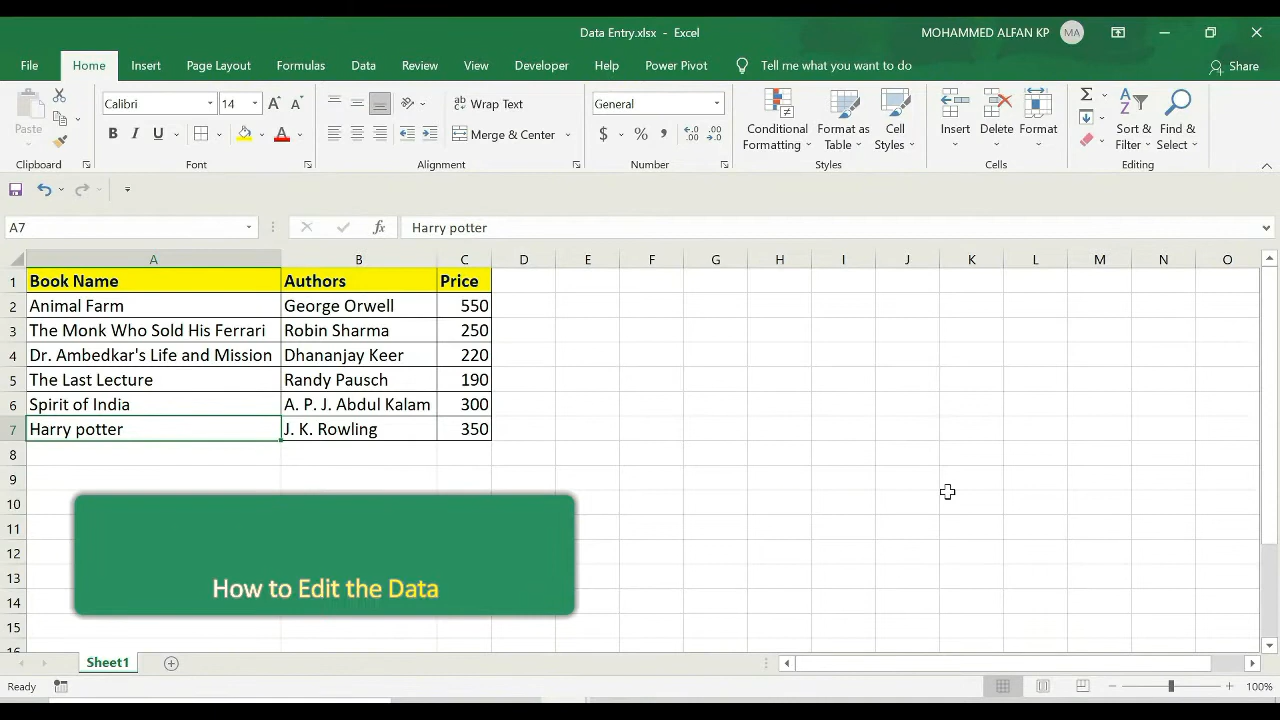 Data Entry.xlsx - Excel
MOHAMMED ALFAN KP MA
File Home Insert Page Layout Formulas Data Review View Developer Help Power Pivot Tell me what you want to do Share
Calibri 14 Wrap Text General
Paste
B I U Merge & Center $ % , Conditional Formatting Format as Table Cell Styles Insert Delete Format Sort & Filter Find & Select
Clipboard Font Alignment Number Styles Cells Editing
A7 fx Harry potter
A B C D E F G H I J K L M N O
1 Book Name Authors Price
2 Animal Farm George Orwell 550
3 The Monk Who Sold His Ferrari Robin Sharma 250
4 Dr. Ambedkar's Life and Mission Dhananjay Keer 220
5 The Last Lecture Randy Pausch 190
6 Spirit of India A. P. J. Abdul Kalam 300
7 Harry potter J. K. Rowling 350
8
9
10
11
12
13
How to Edit the Data
14
15
16
Sheet1
Ready 100%